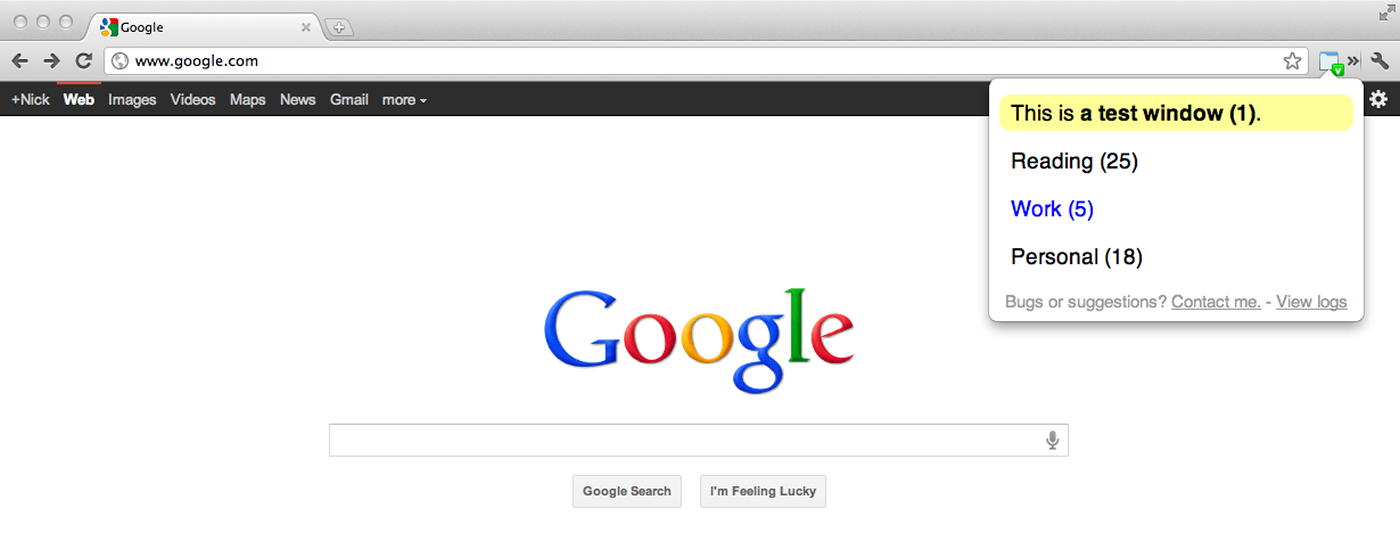 Google
www.google.com
+Nick Web Images Videos Maps News Gmail more
This is a test window (1).
Reading (25)
Work (5)
Personal (18)
Bugs or suggestions? Contact me. - View logs
Google
Google Search I'm Feeling Lucky